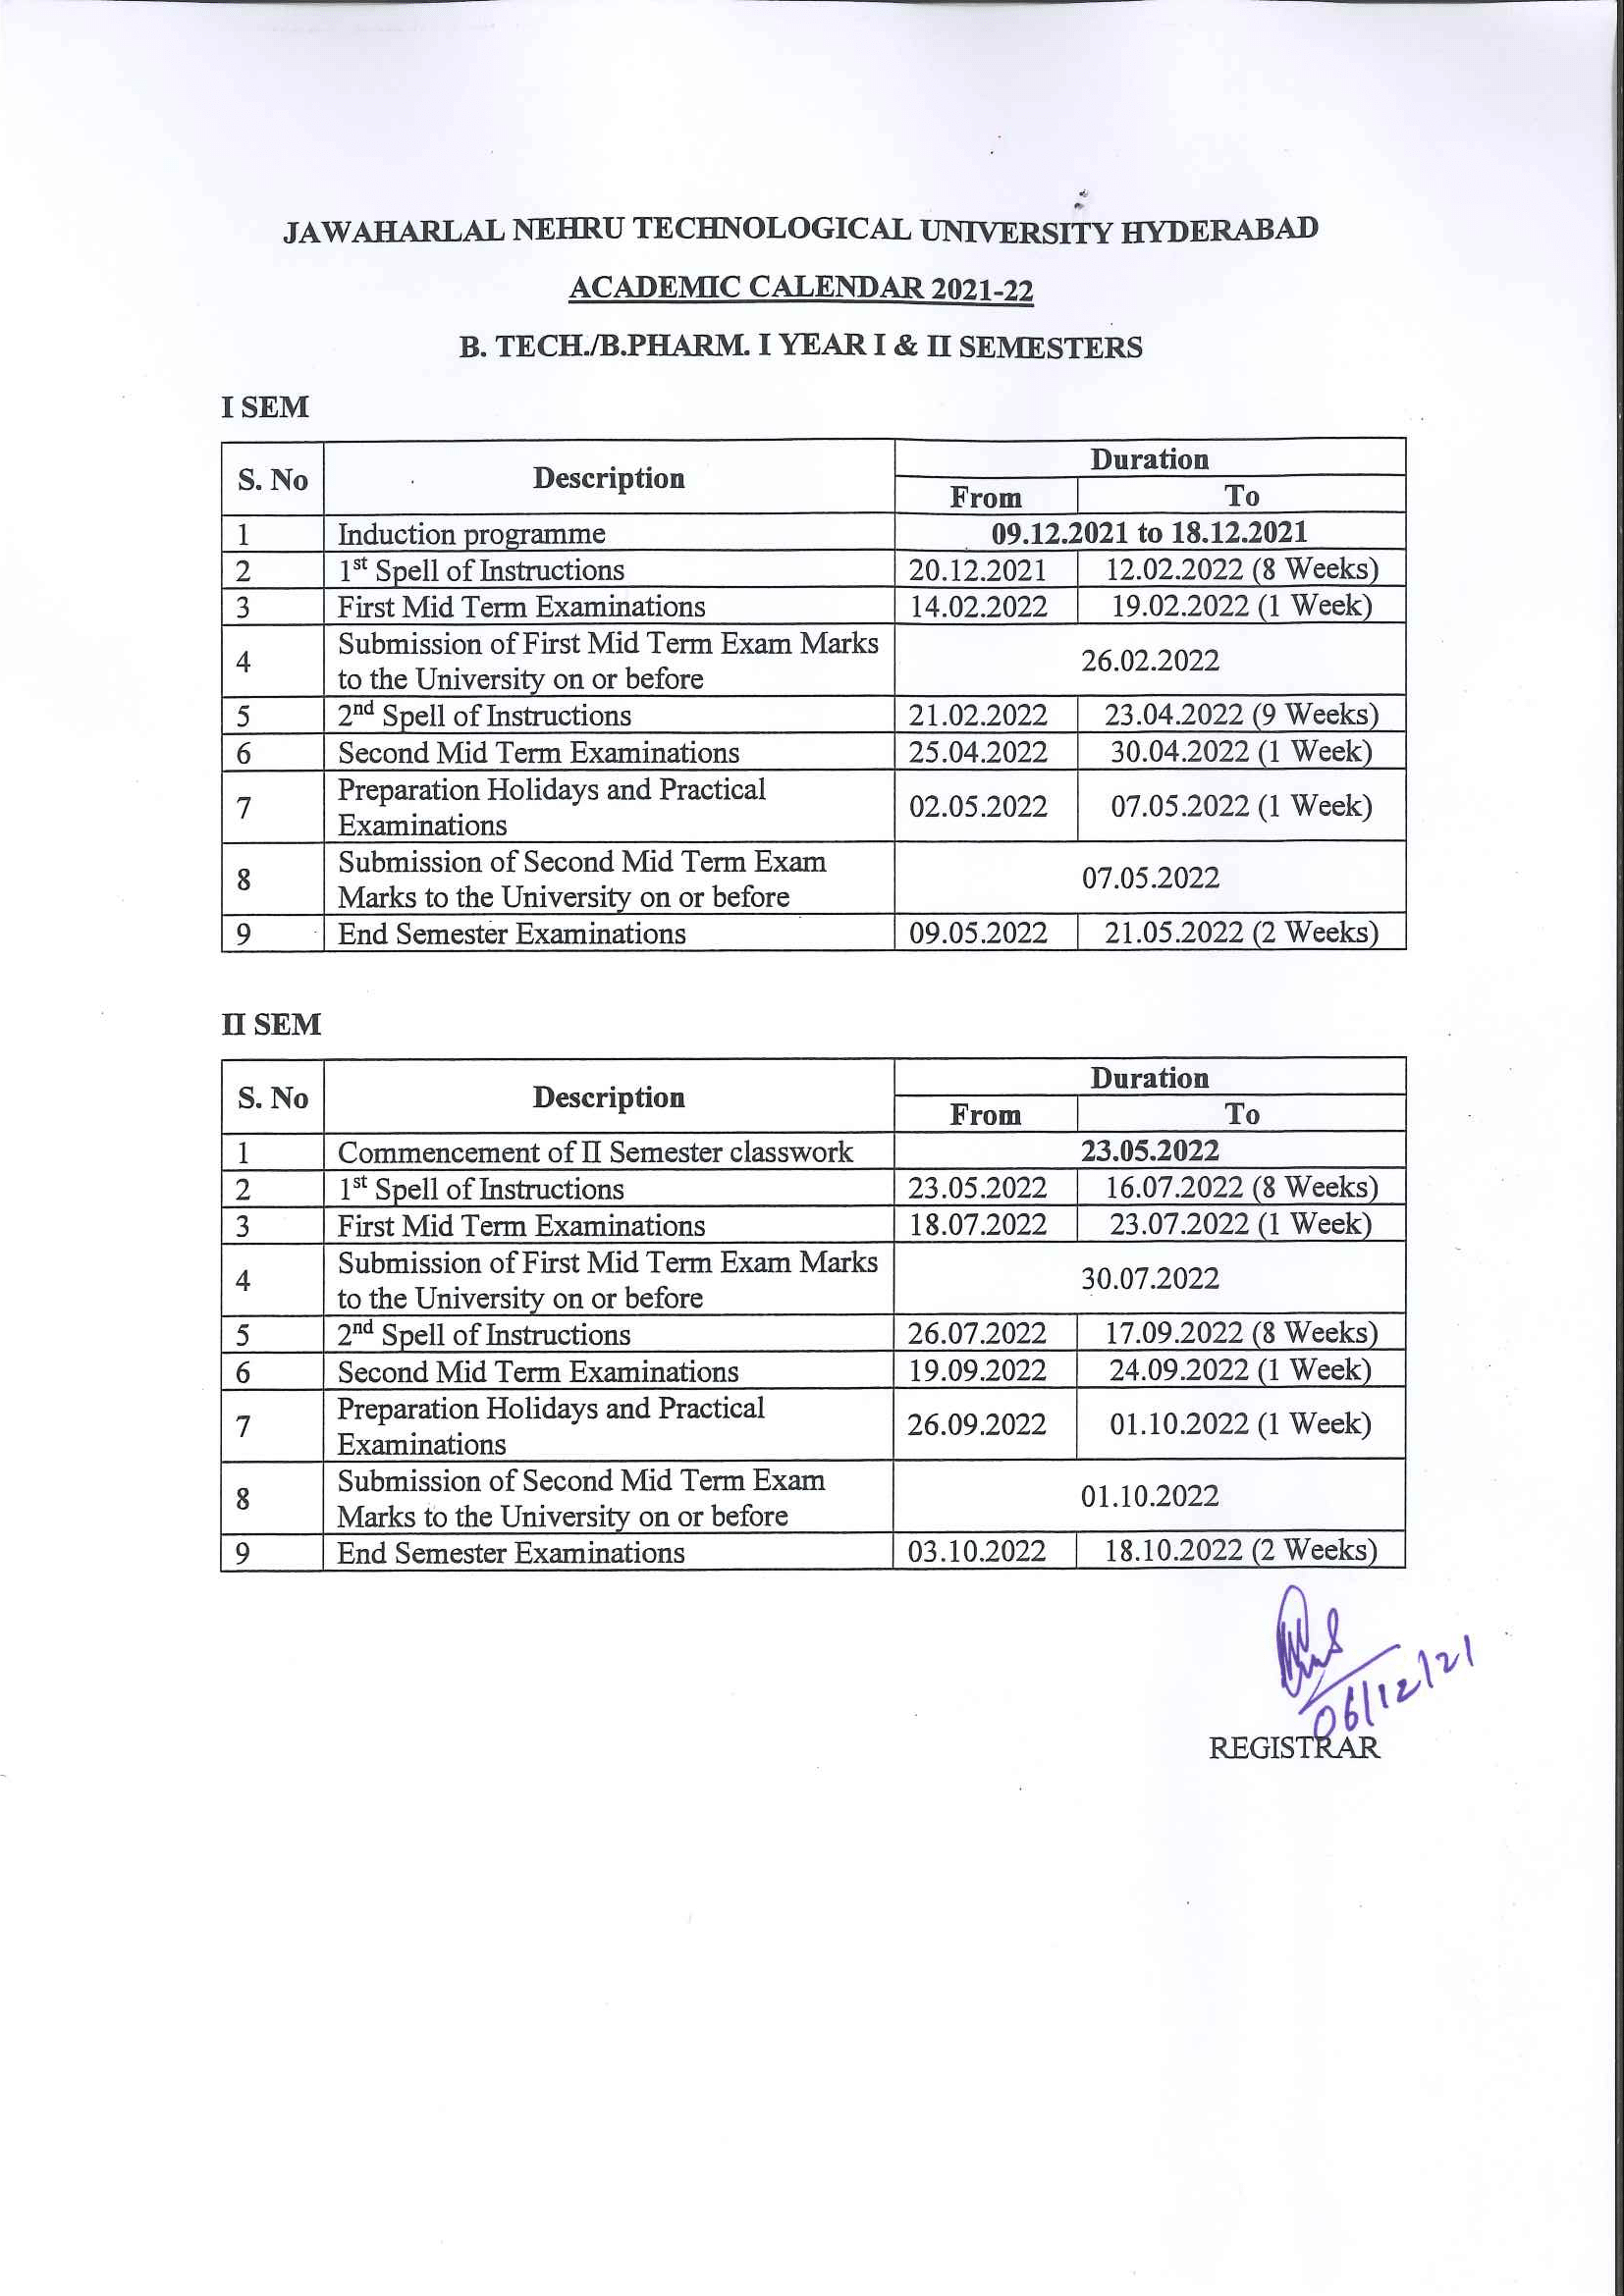 JAWAHARLAL NEHRU TECHNOLOGICAL UNIVERSITY HYDERABAD
ACADEMIC CALENDAR 2021-22
B. TECH./B.PHARM. I YEAR I & II SEMESTERS
I SEM
S. No Description Duration
From To
1 Induction programme 09.12.2021 to 18.12.2021
2 1st Spell of Instructions 20.12.2021 12.02.2022 (8 Weeks)
3 First Mid Term Examinations 14.02.2022 19.02.2022 (1 Week)
4 Submission of First Mid Term Exam Marks
to the University on or before 26.02.2022
5 2nd Spell of Instructions 21.02.2022 23.04.2022 (9 Weeks)
6 Second Mid Term Examinations 25.04.2022 30.04.2022 (1 Week)
7 Preparation Holidays and Practical
Examinations 02.05.2022 07.05.2022 (1 Week)
8 Submission of Second Mid Term Exam
Marks to the University on or before 07.05.2022
9 End Semester Examinations 09.05.2022 21.05.2022 (2 Weeks)
II SEM
S. No Description Duration
From To
1 Commencement of II Semester classwork 23.05.2022
2 1st Spell of Instructions 23.05.2022 16.07.2022 (8 Weeks)
3 First Mid Term Examinations 18.07.2022 23.07.2022 (1 Week)
4 Submission of First Mid Term Exam Marks
to the University on or before 30.07.2022
5 2nd Spell of Instructions 26.07.2022 17.09.2022 (8 Weeks)
6 Second Mid Term Examinations 19.09.2022 24.09.2022 (1 Week)
7 Preparation Holidays and Practical
Examinations 26.09.2022 01.10.2022 (1 Week)
8 Submission of Second Mid Term Exam
Marks to the University on or before 01.10.2022
9 End Semester Examinations 03.10.2022 18.10.2022 (2 Weeks)
06/12/21
REGISTRAR